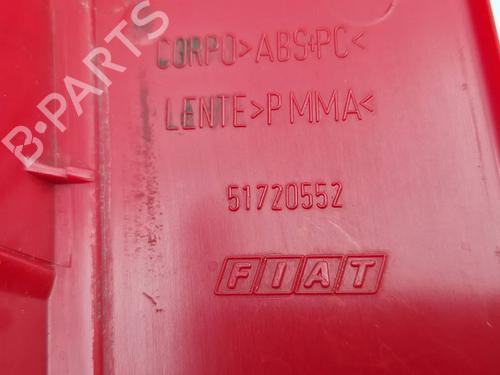 CORPO>ABS+PC<
LENTE>PMMA<
51720552
FIAT
B-PARTS